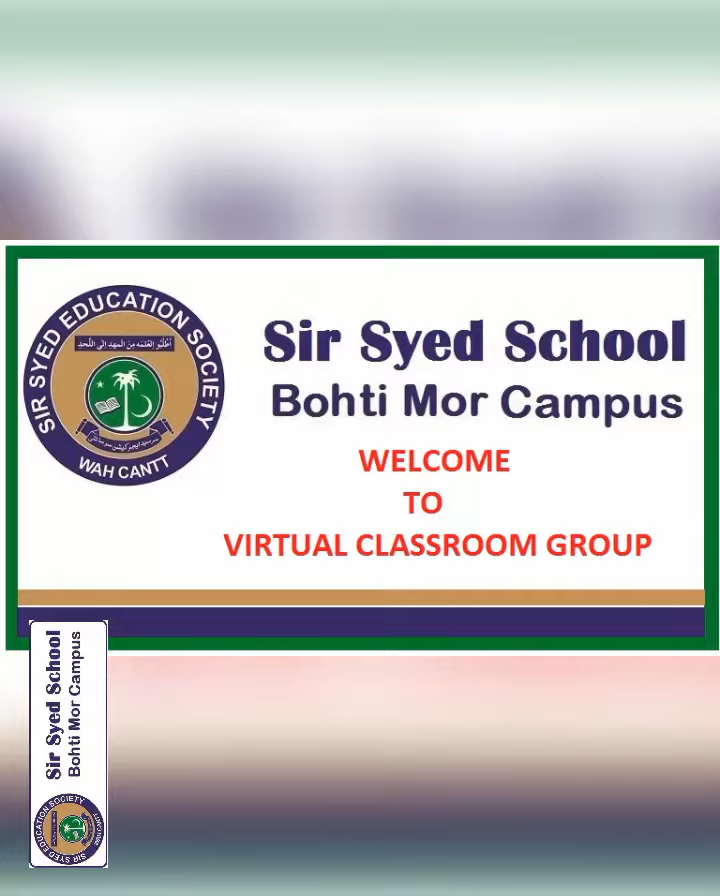 SIR SYED EDUCATION SOCIETY
WAH CANTT
Sir Syed School
Bohti Mor Campus
WELCOME
TO
VIRTUAL CLASSROOM GROUP
Sir Syed School
Bohti Mor Campus
SIR SYED EDUCATION SOCIETY